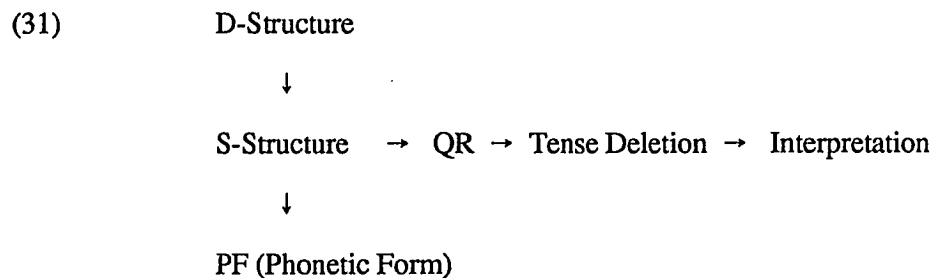 (31) D-Structure
↓
S-Structure → QR → Tense Deletion → Interpretation
↓
PF (Phonetic Form)